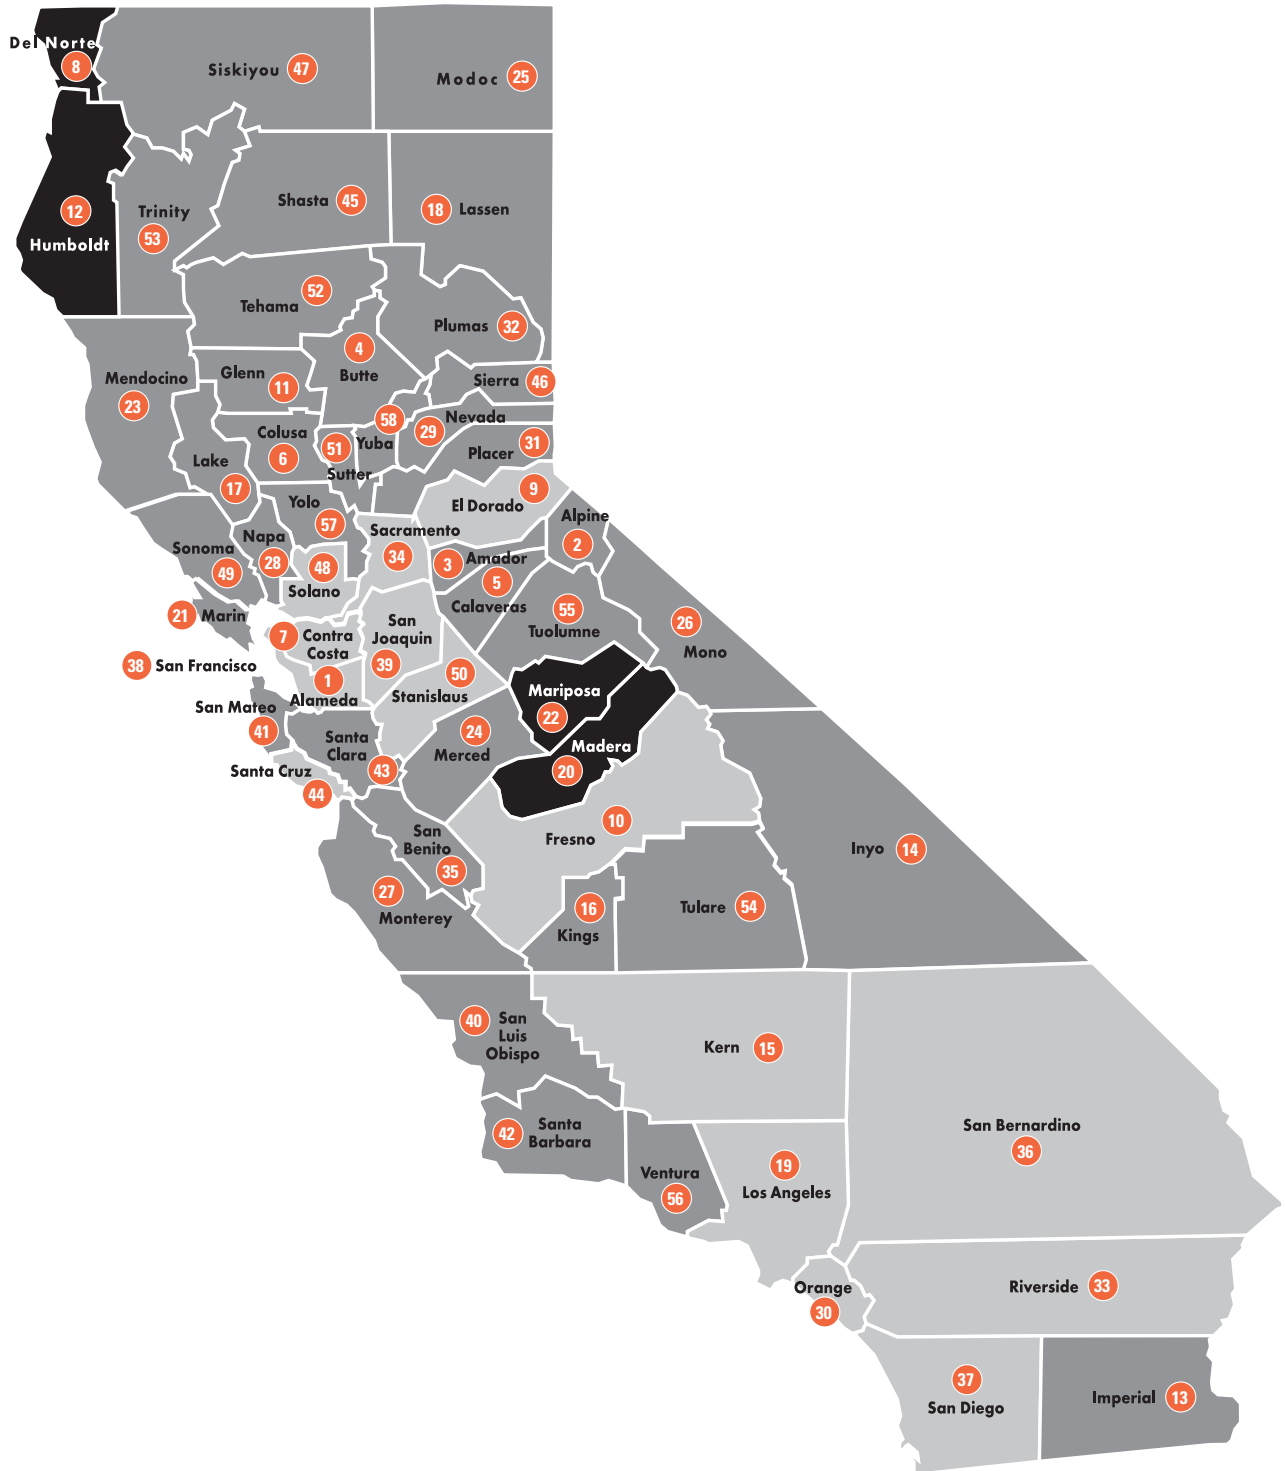 Del Norte
8
Siskiyou 47
Modoc 25
12
Humboldt
Trinity
53
Shasta 45
18 Lassen
Tehama
52
Plumas 32
4
Butte
Glenn
11
Sierra 46
Mendocino
23
58
Nevada
29
Colusa
6
51
Sutter
Yuba
Placer
31
Lake
17
El Dorado
9
Yolo
57
Sacramento
34
Alpine
2
Napa
28
Sonoma
49
48
Solano
3
Amador
5
Calaveras
55
Tuolumne
21 Marin
26
Mono
7
Contra
Costa
San
Joaquin
39
38 San Francisco
1
Alameda
50
Stanislaus
Mariposa
22
San Mateo
41
Santa
Clara
43
24
Merced
Madera
20
Santa Cruz
44
10
Fresno
San
Benito
35
Inyo 14
27
Monterey
16
Kings
Tulare 54
40
San
Luis
Obispo
Kern 15
42
Santa
Barbara
San Bernardino
36
Ventura
56
19
Los Angeles
Orange
30
Riverside 33
37
San Diego
Imperial 13